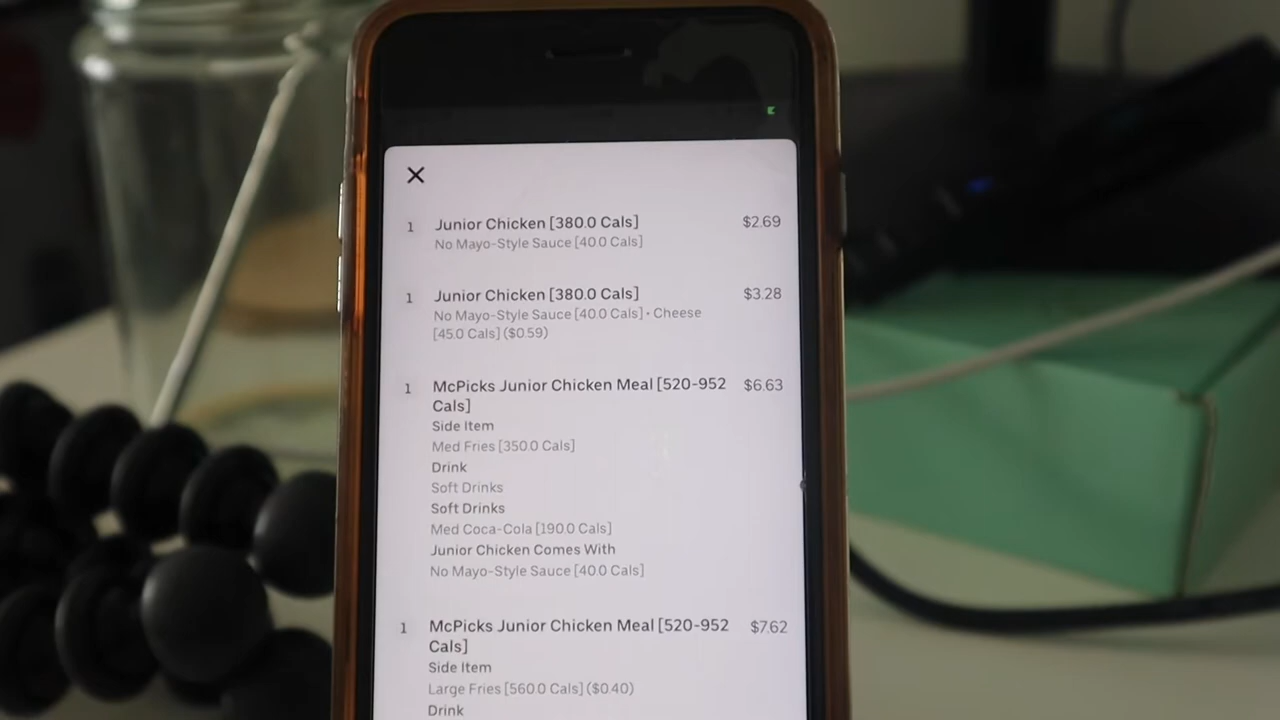 1 Junior Chicken [380.0 Cals] $2.69
No Mayo-Style Sauce [40.0 Cals]
1 Junior Chicken [380.0 Cals] $3.28
No Mayo-Style Sauce [40.0 Cals] • Cheese
[45.0 Cals] ($0.59)
1 McPicks Junior Chicken Meal [520-952 $6.63
Cals]
Side Item
Med Fries [350.0 Cals]
Drink
Soft Drinks
Soft Drinks
Med Coca-Cola [190.0 Cals]
Junior Chicken Comes With
No Mayo-Style Sauce [40.0 Cals]
1 McPicks Junior Chicken Meal [520-952 $7.62
Cals]
Side Item
Large Fries [560.0 Cals] ($0.40)
Drink